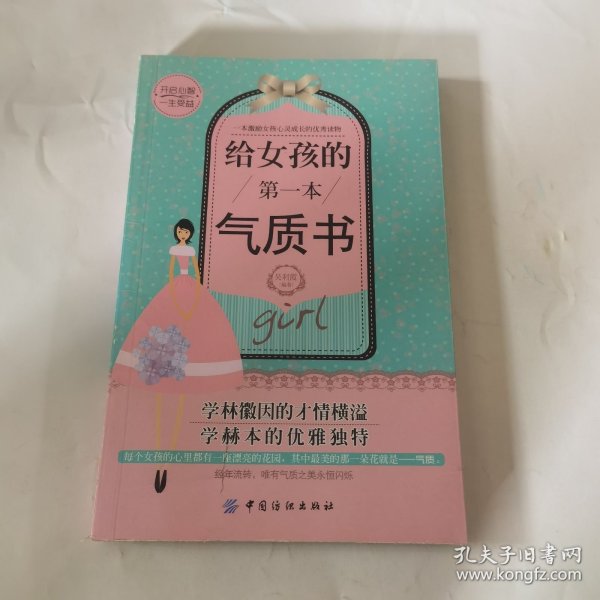 开启心智
一生受益
一本激励女孩心灵成长的优秀读物
给女孩的
第一本
气质书
吴利霞
编著
girl
学林徽因的才情横溢
学赫本的优雅独特
每个女孩的心里都有一座漂亮的花园，其中最美的那一朵花就是——气质。
经年流转，唯有气质之美永恒闪烁
中国纺织出版社
孔夫子旧书网
www.kongfz.com